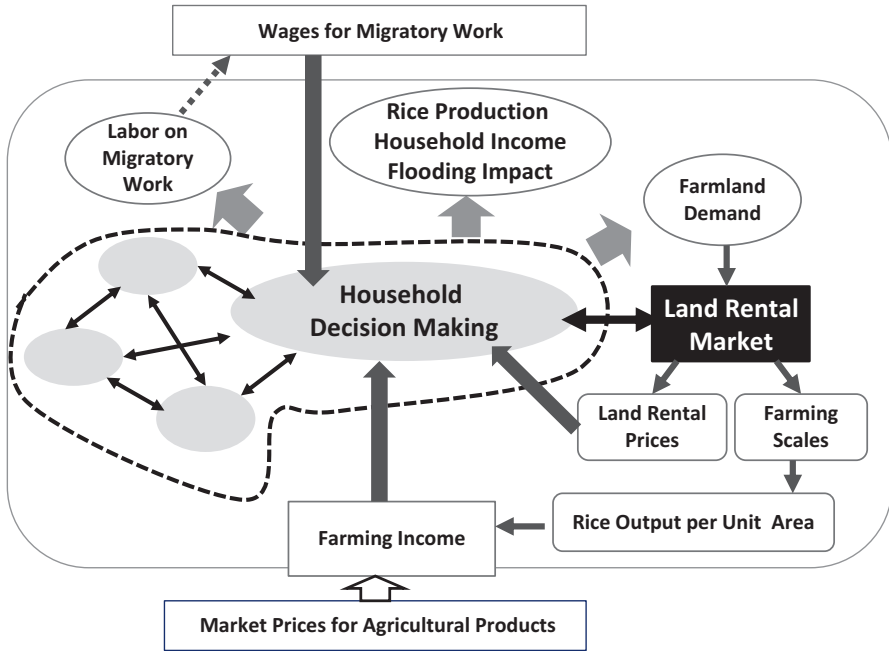 Wages for Migratory Work
Labor on
Migratory
Work
Rice Production
Household Income
Flooding Impact
Farmland
Demand
Household
Decision Making
Land Rental
Market
Land Rental
Prices
Farming
Scales
Rice Output per Unit Area
Farming Income
Market Prices for Agricultural Products